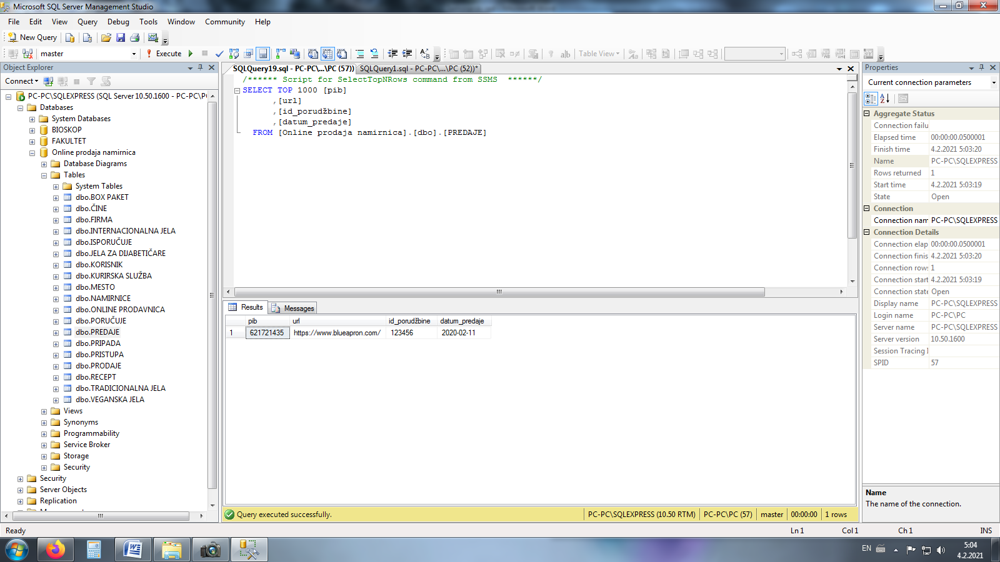 Microsoft SQL Server Management Studio
File Edit View Query Debug Tools Window Community Help
New Query
master Execute Table View
Object Explorer
Connect
PC-PC\SQLEXPRESS (SQL Server 10.50.1600 - PC-PC\P
Databases
System Databases
BIOSKOP
FAKULTET
Online prodaja namirnica
Database Diagrams
Tables
System Tables
dbo.BOX PAKET
dbo.ČINE
dbo.FIRMA
dbo.INTERNACIONALNA JELA
dbo.ISPORUČUJE
dbo.JELA ZA DIJABETIČARE
dbo.KORISNIK
dbo.KURIRSKA SLUŽBA
dbo.MESTO
dbo.NAMIRNICE
dbo.ONLINE PRODAVNICA
dbo.PORUČUJE
dbo.PREDAJE
dbo.PRIPADA
dbo.PRISTUPA
dbo.PRODAJE
dbo.RECEPT
dbo.TRADICIONALNA JELA
dbo.VEGANSKA JELA
Views
Synonyms
Programmability
Service Broker
Storage
Security
Security
Server Objects
Replication
SQLQuery19.sql - PC-PC\...\PC (57)) SQLQuery1.sql - PC-PC\...\PC (52))*
/****** Script for SelectTopNRows command from SSMS ******/
SELECT TOP 1000 [pib]
,[url]
,[id_porudžbine]
,[datum_predaje]
FROM [Online prodaja namirnica].[dbo].[PREDAJE]
Results Messages
pib url id_porudžbine datum_predaje
1 621721435 https://www.blueapron.com/ 123456 2020-02-11
Query executed successfully. PC-PC\SQLEXPRESS (10.50 RTM) PC-PC\PC (57) master 00:00:00 1 rows
Properties
Current connection parameters
Aggregate Status
Connection failu
Elapsed time 00:00:00.0500001
Finish time 4.2.2021 5:03:20
Name PC-PC\SQLEXPRESS
Rows returned 1
Start time 4.2.2021 5:03:19
State Open
Connection
Connection nam PC-PC\SQLEXPRESS
Connection Details
Connection elap 00:00:00.0500001
Connection finis 4.2.2021 5:03:20
Connection rows 1
Connection start 4.2.2021 5:03:19
Connection state Open
Display name PC-PC\SQLEXPRESS
Login name PC-PC\PC
Server name PC-PC\SQLEXPRESS
Server version 10.50.1600
Session Tracing I
SPID 57
Name
The name of the connection.
Ready Ln 1 Col 1 Ch 1 INS
EN 5:04
4.2.2021